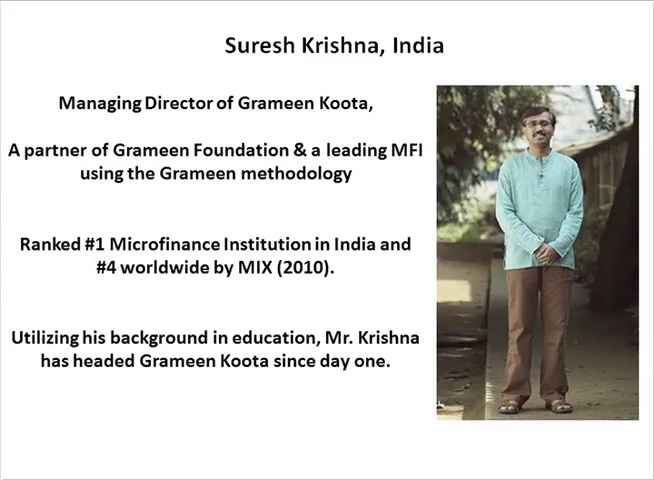 Suresh Krishna, India
Managing Director of Grameen Koota,
A partner of Grameen Foundation & a leading MFI
using the Grameen methodology
Ranked #1 Microfinance Institution in India and
#4 worldwide by MIX (2010).
Utilizing his background in education, Mr. Krishna
has headed Grameen Koota since day one.